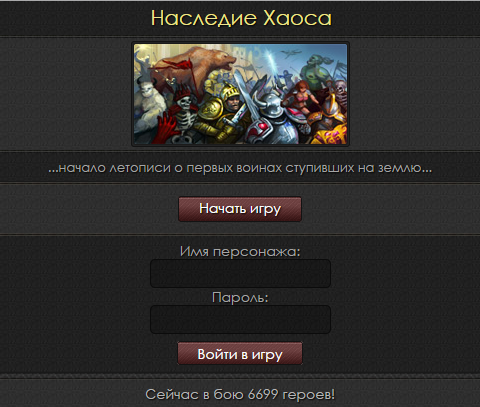 Наследие Хаоса
...начало летописи о первых воинах ступивших на землю...
Начать игру
Имя персонажа:
Пароль:
Войти в игру
Сейчас в бою 6699 героев!